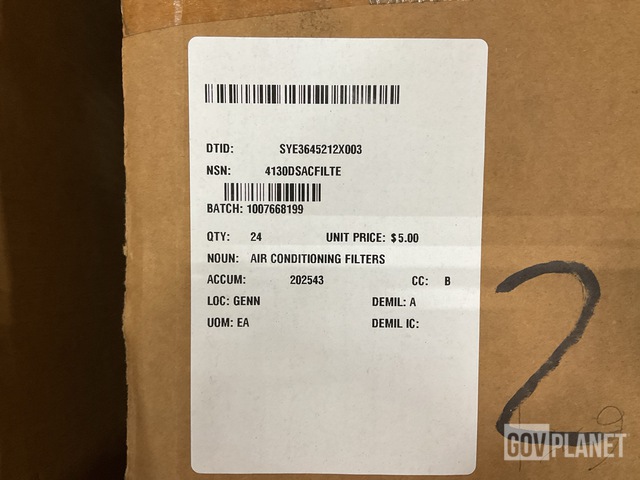 DTID: SYE3645212X003
NSN: 4130DSACFILTE
BATCH: 1007668199
QTY: 24 UNIT PRICE: $5.00
NOUN: AIR CONDITIONING FILTERS
ACCUM: 202543 CC: B
LOC: GENN DEMIL: A
UOM: EA DEMIL IC:
2
GOVPLANET